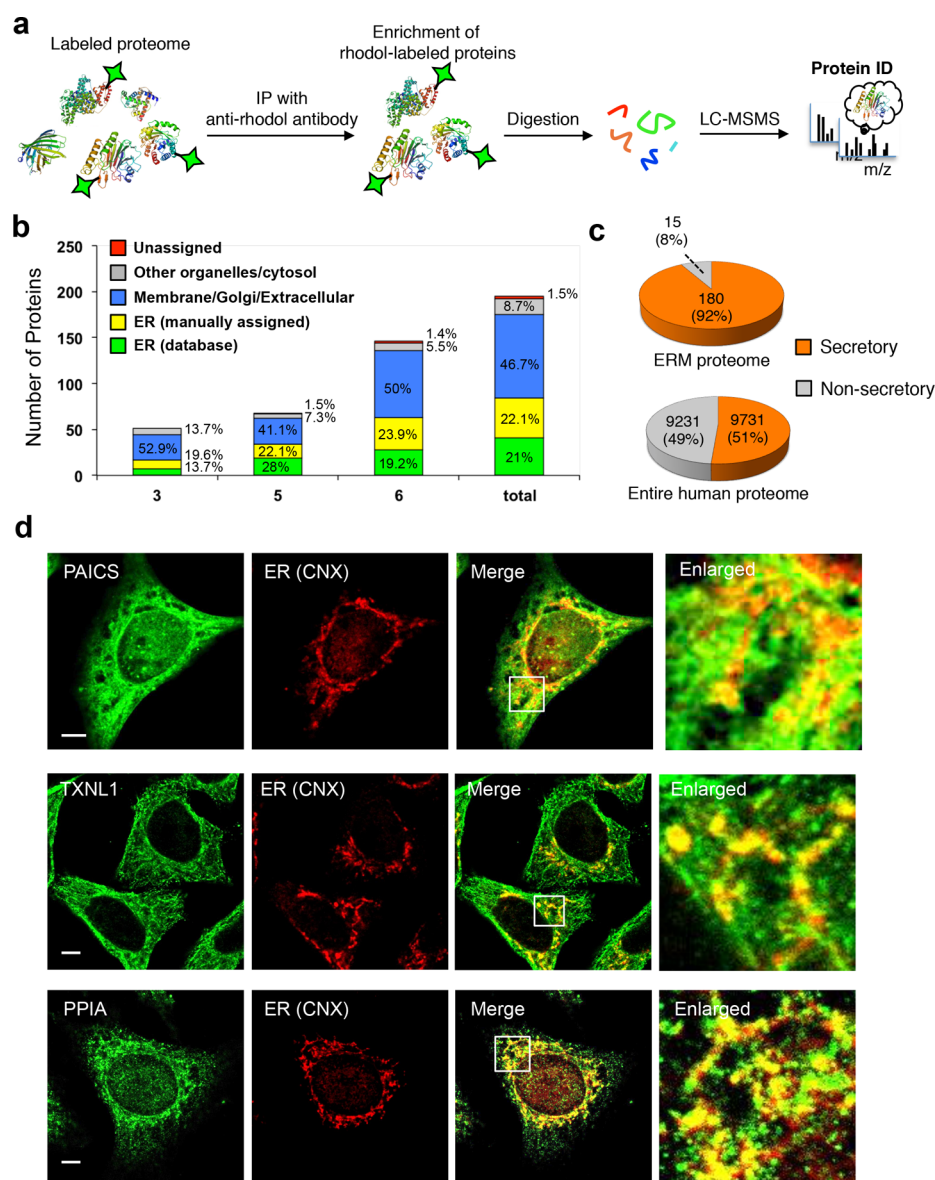 a
Labeled proteome
IP with
anti-rhodol antibody
Enrichment of
rhodol-labeled proteins
Digestion
LC-MSMS
Protein ID
m/z
m/z
b
Number of Proteins
250
200
150
100
50
0
Unassigned
Other organelles/cytosol
Membrane/Golgi/Extracellular
ER (manually assigned)
ER (database)
13.7%
52.9%
19.6%
13.7%
1.5%
7.3%
41.1%
22.1%
28%
1.4%
5.5%
50%
23.9%
19.2%
1.5%
8.7%
46.7%
22.1%
21%
3
5
6
total
c
15
(8%)
180
(92%)
ERM proteome
Secretory
Non-secretory
9231
(49%)
9731
(51%)
Entire human proteome
d
PAICS
ER (CNX)
Merge
Enlarged
TXNL1
ER (CNX)
Merge
Enlarged
PPIA
ER (CNX)
Merge
Enlarged